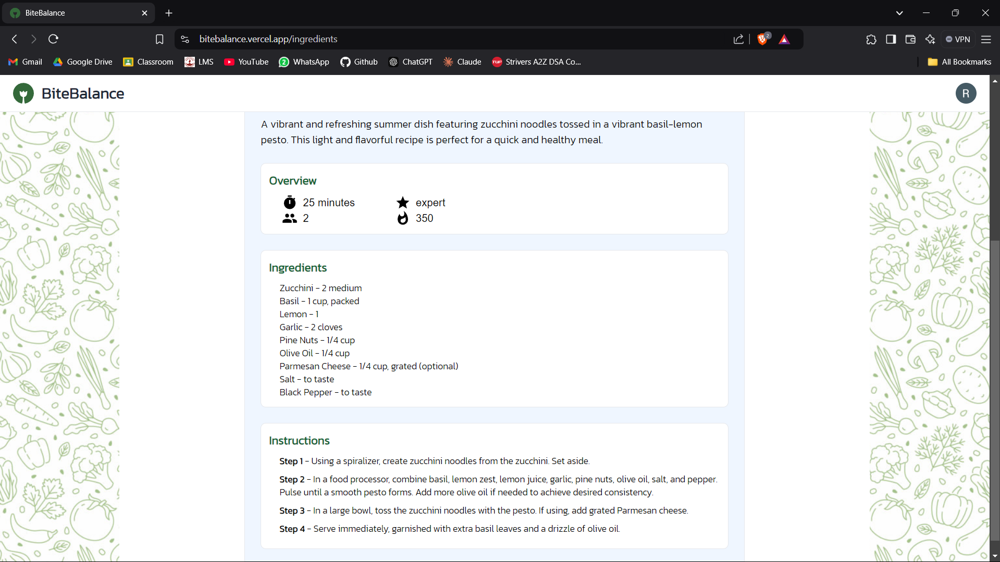 BiteBalance
bitebalance.vercel.app/ingredients
2
VPN
Gmail
Google Drive
Classroom
LMS
YouTube
2
WhatsApp
Github
ChatGPT
Claude
TUF
Strivers A2Z DSA Co...
All Bookmarks
BiteBalance
R
A vibrant and refreshing summer dish featuring zucchini noodles tossed in a vibrant basil-lemon
pesto. This light and flavorful recipe is perfect for a quick and healthy meal.
Overview
25 minutes
expert
2
350
Ingredients
Zucchini - 2 medium
Basil - 1 cup, packed
Lemon - 1
Garlic - 2 cloves
Pine Nuts - 1/4 cup
Olive Oil - 1/4 cup
Parmesan Cheese - 1/4 cup, grated (optional)
Salt - to taste
Black Pepper - to taste
Instructions
Step 1 - Using a spiralizer, create zucchini noodles from the zucchini. Set aside.
Step 2 - In a food processor, combine basil, lemon zest, lemon juice, garlic, pine nuts, olive oil, salt, and pepper.
Pulse until a smooth pesto forms. Add more olive oil if needed to achieve desired consistency.
Step 3 - In a large bowl, toss the zucchini noodles with the pesto. If using, add grated Parmesan cheese.
Step 4 - Serve immediately, garnished with extra basil leaves and a drizzle of olive oil.